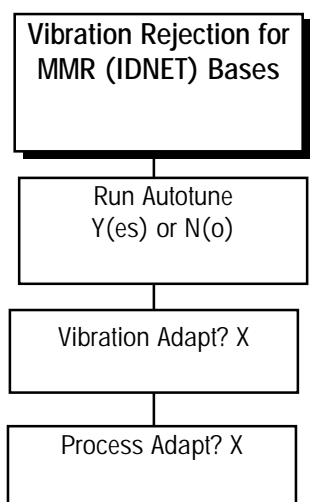 Vibration Rejection for
MMR (IDNET) Bases
Run Autotune
Y(es) or N(o)
Vibration Adapt? X
Process Adapt? X